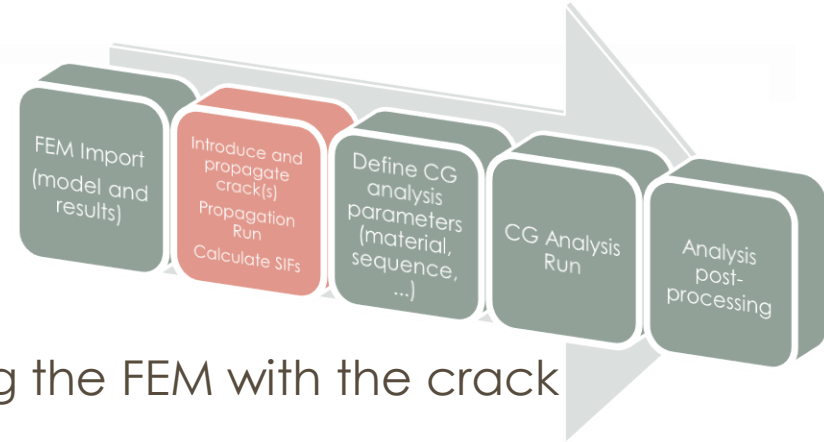 FEM Import
(model and
results)
Introduce and
propagate
crack(s)
Propagation
Run
Calculate SIFs
Define CG
analysis
parameters
(material,
sequence,
...)
CG Analysis
Run
Analysis
post-
processing
g the FEM with the crack